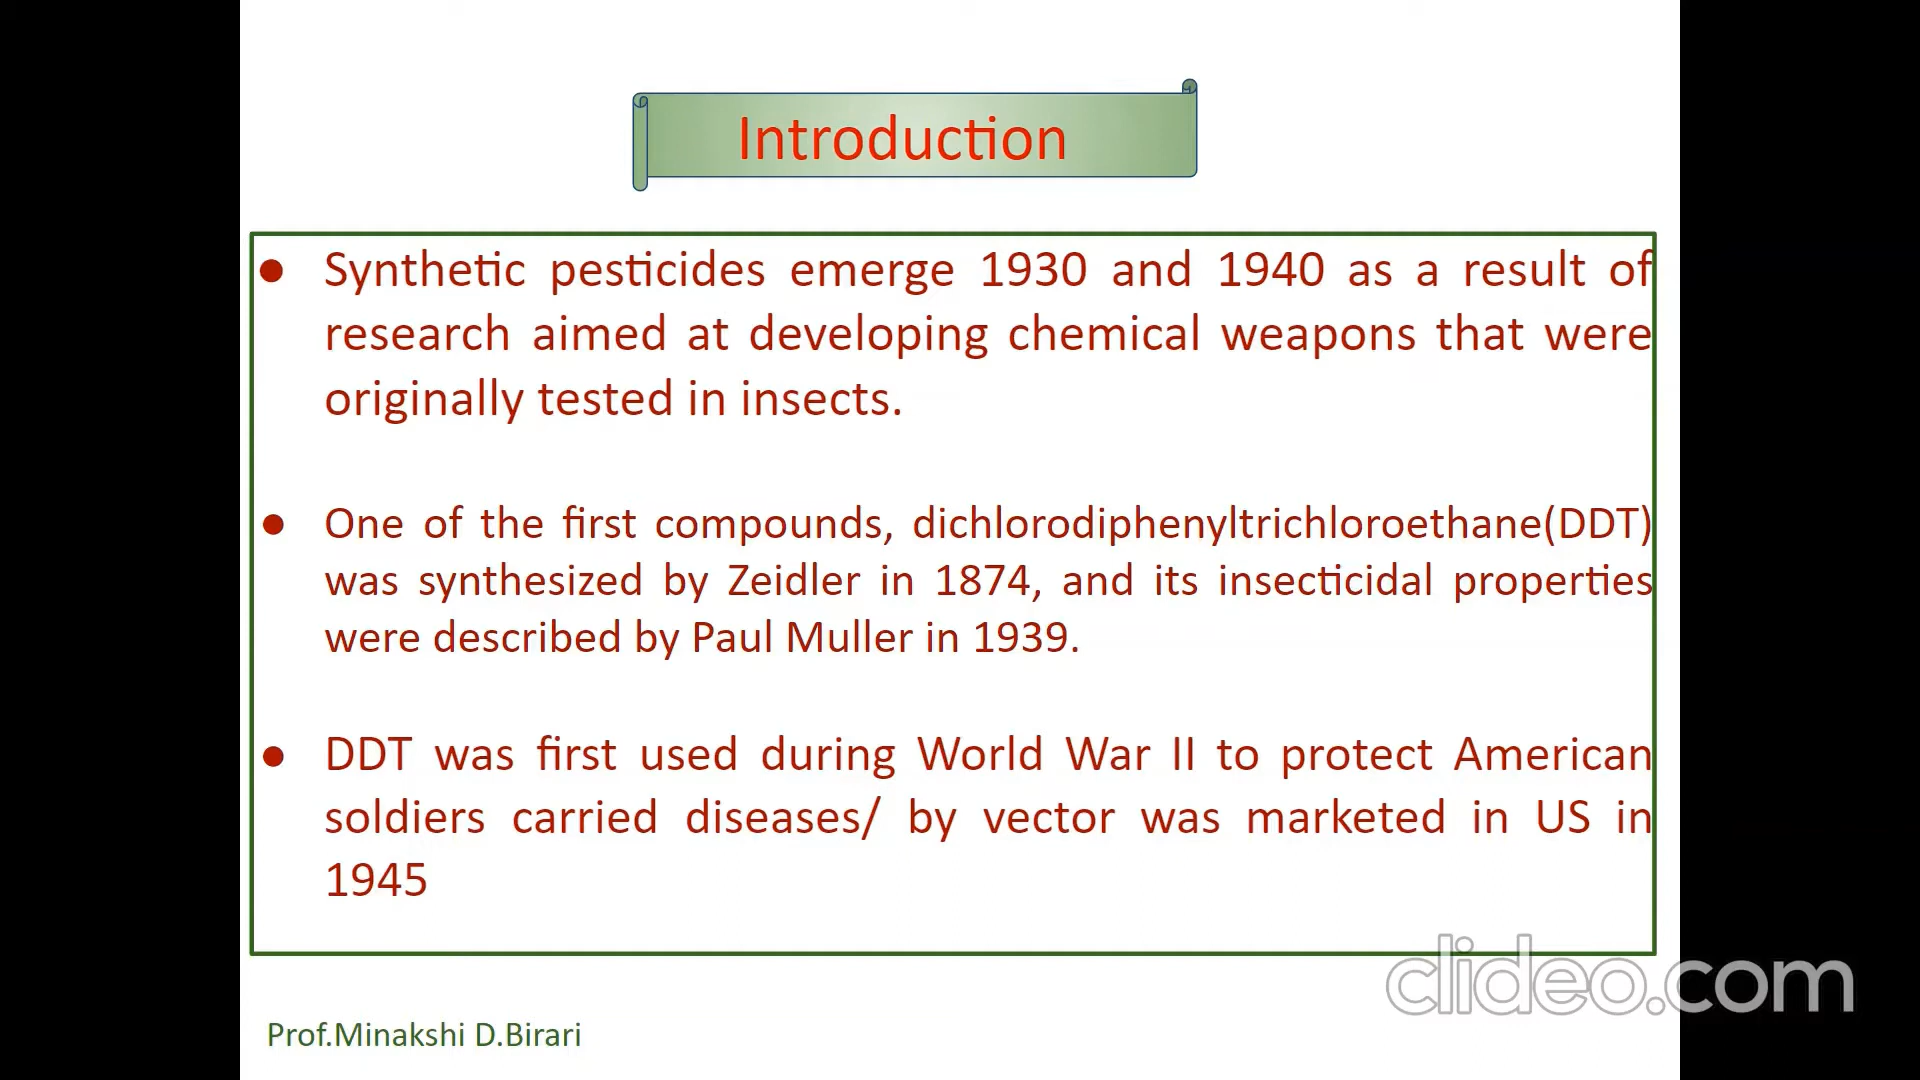 Introduction
● Synthetic pesticides emerge 1930 and 1940 as a result of
research aimed at developing chemical weapons that were
originally tested in insects.
● One of the first compounds, dichlorodiphenyltrichloroethane(DDT)
was synthesized by Zeidler in 1874, and its insecticidal properties
were described by Paul Muller in 1939.
● DDT was first used during World War II to protect American
soldiers carried diseases/ by vector was marketed in US in
1945
clideo.com
Prof.Minakshi D.Birari